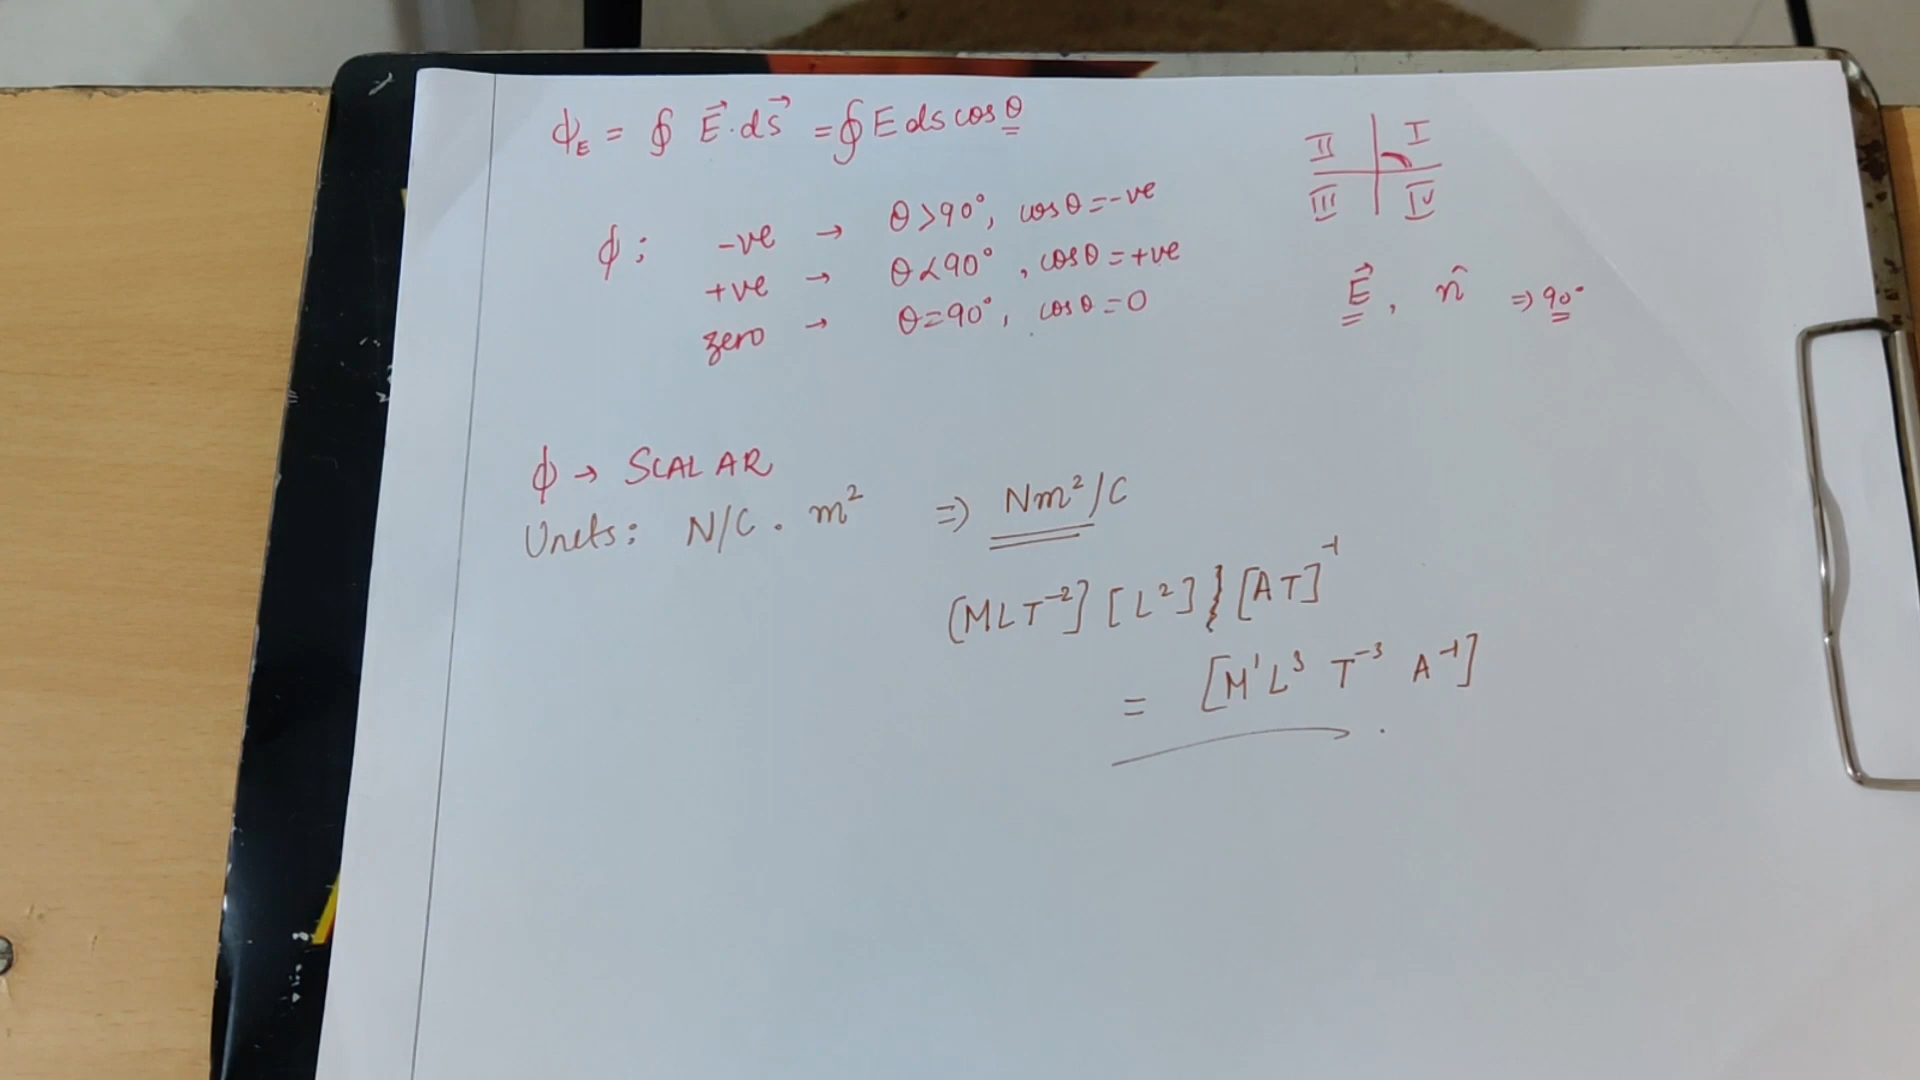 ϕ_E = ∮ E⃗·ds⃗ = ∮ E ds cos θ
II I
III IV
ϕ : -ve → θ>90°, cosθ = -ve
+ve → θ<90°, cosθ = +ve
zero → θ=90°, cosθ = 0
E⃗, n̂ ⇒ 90°
ϕ → SCALAR
Units: N/C . m² ⇒ Nm²/C
[MLT⁻²] [L²] [AT]⁻¹
= [M¹L³ T⁻³ A⁻¹]